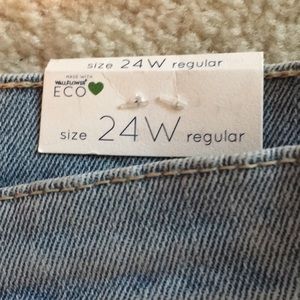 size 24W regular
MADE WITH
WALLFLOWER
ECO
size 24W regular